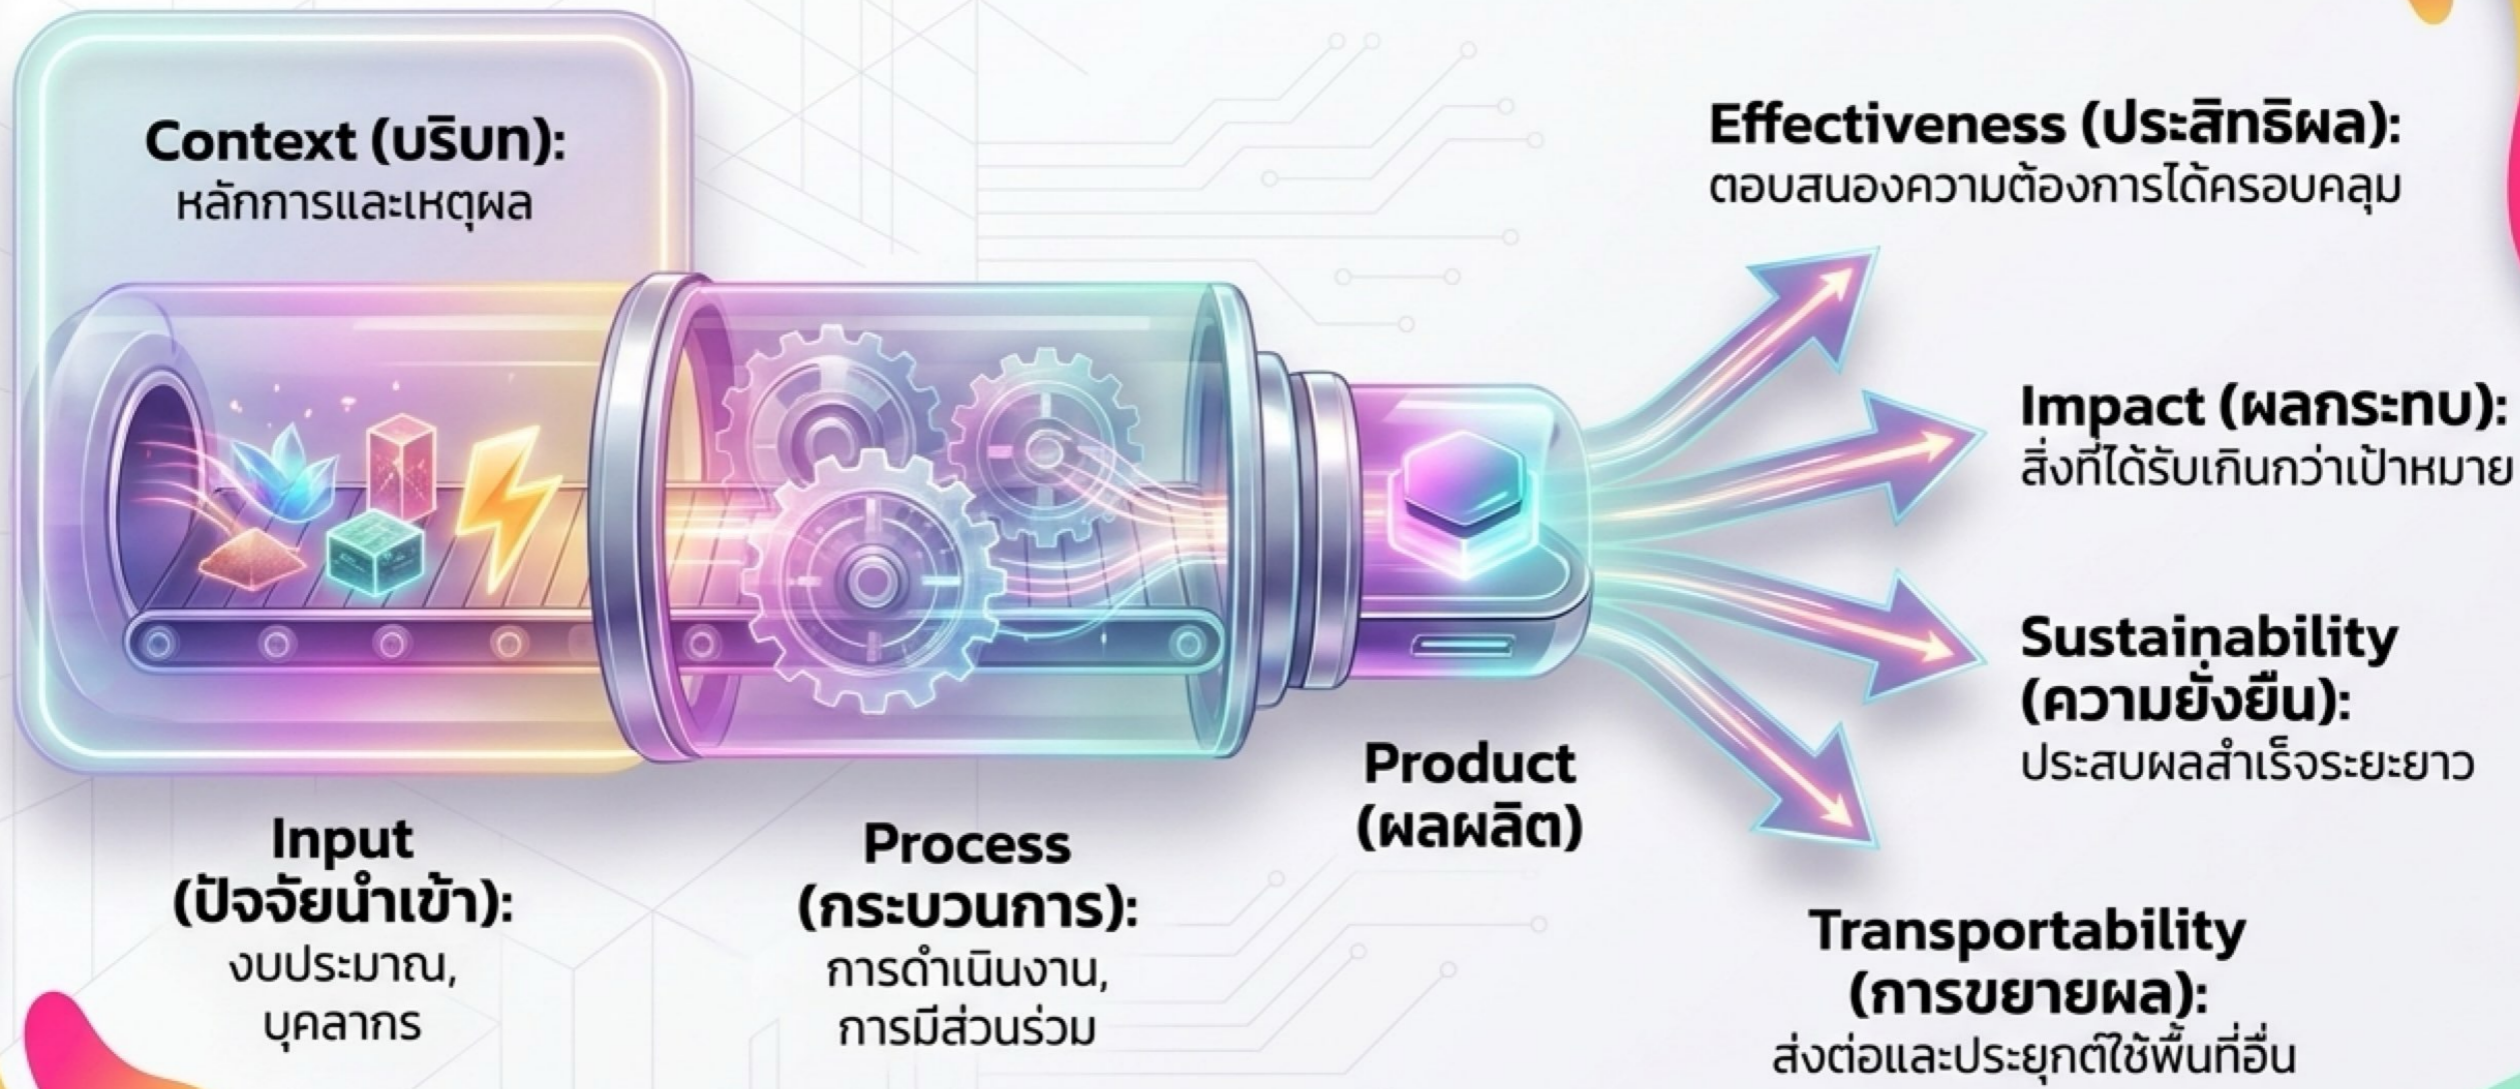 Context (บริบท):
หลักการและเหตุผล
Input
(ปัจจัยนำเข้า):
งบประมาณ,
บุคลากร
Process
(กระบวนการ):
การดำเนินงาน,
การมีส่วนร่วม
Product
(ผลผลิต)
Effectiveness (ประสิทธิผล):
ตอบสนองความต้องการได้ครอบคลุม
Impact (ผลกระทบ):
สิ่งที่ได้รับเกินกว่าเป้าหมาย
Sustainability
(ความยั่งยืน):
ประสบผลสำเร็จระยะยาว
Transportability
(การขยายผล):
ส่งต่อและประยุกต์ใช้พื้นที่อื่น